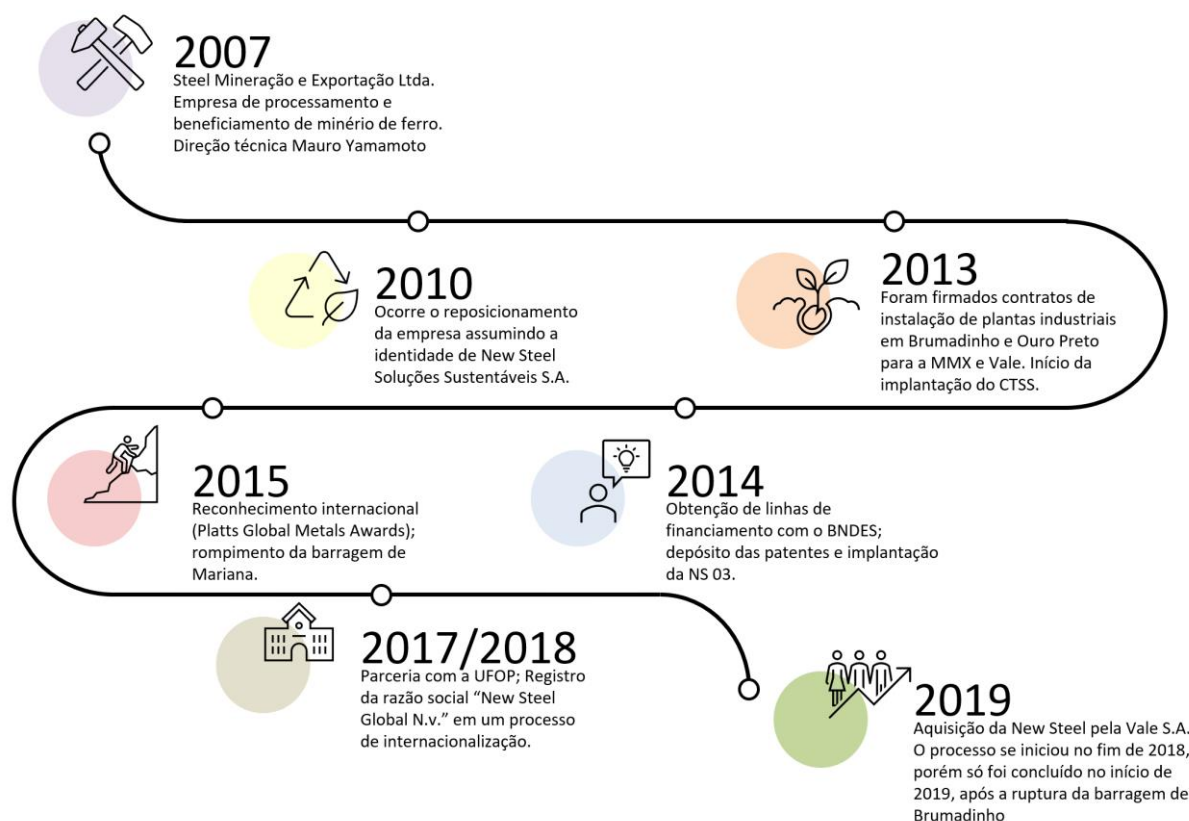 2007
Steel Mineração e Exportação Ltda.
Empresa de processamento e
beneficiamento de minério de ferro.
Direção técnica Mauro Yamamoto
2010
Ocorre o reposicionamento
da empresa assumindo a
identidade de New Steel
Soluções Sustentáveis S.A.
2013
Foram firmados contratos de
instalação de plantas industriais
em Brumadinho e Ouro Preto
para a MMX e Vale. Início da
implantação do CTSS.
2014
Obtenção de linhas de
financiamento com o BNDES;
depósito das patentes e implantação
da NS 03.
2015
Reconhecimento internacional
(Platts Global Metals Awards);
rompimento da barragem de
Mariana.
2017/2018
Parceria com a UFOP; Registro
da razão social “New Steel
Global N.v.” em um processo
de internacionalização.
2019
Aquisição da New Steel pela Vale S.A.
O processo se iniciou no fim de 2018,
porém só foi concluído no início de
2019, após a ruptura da barragem de
Brumadinho